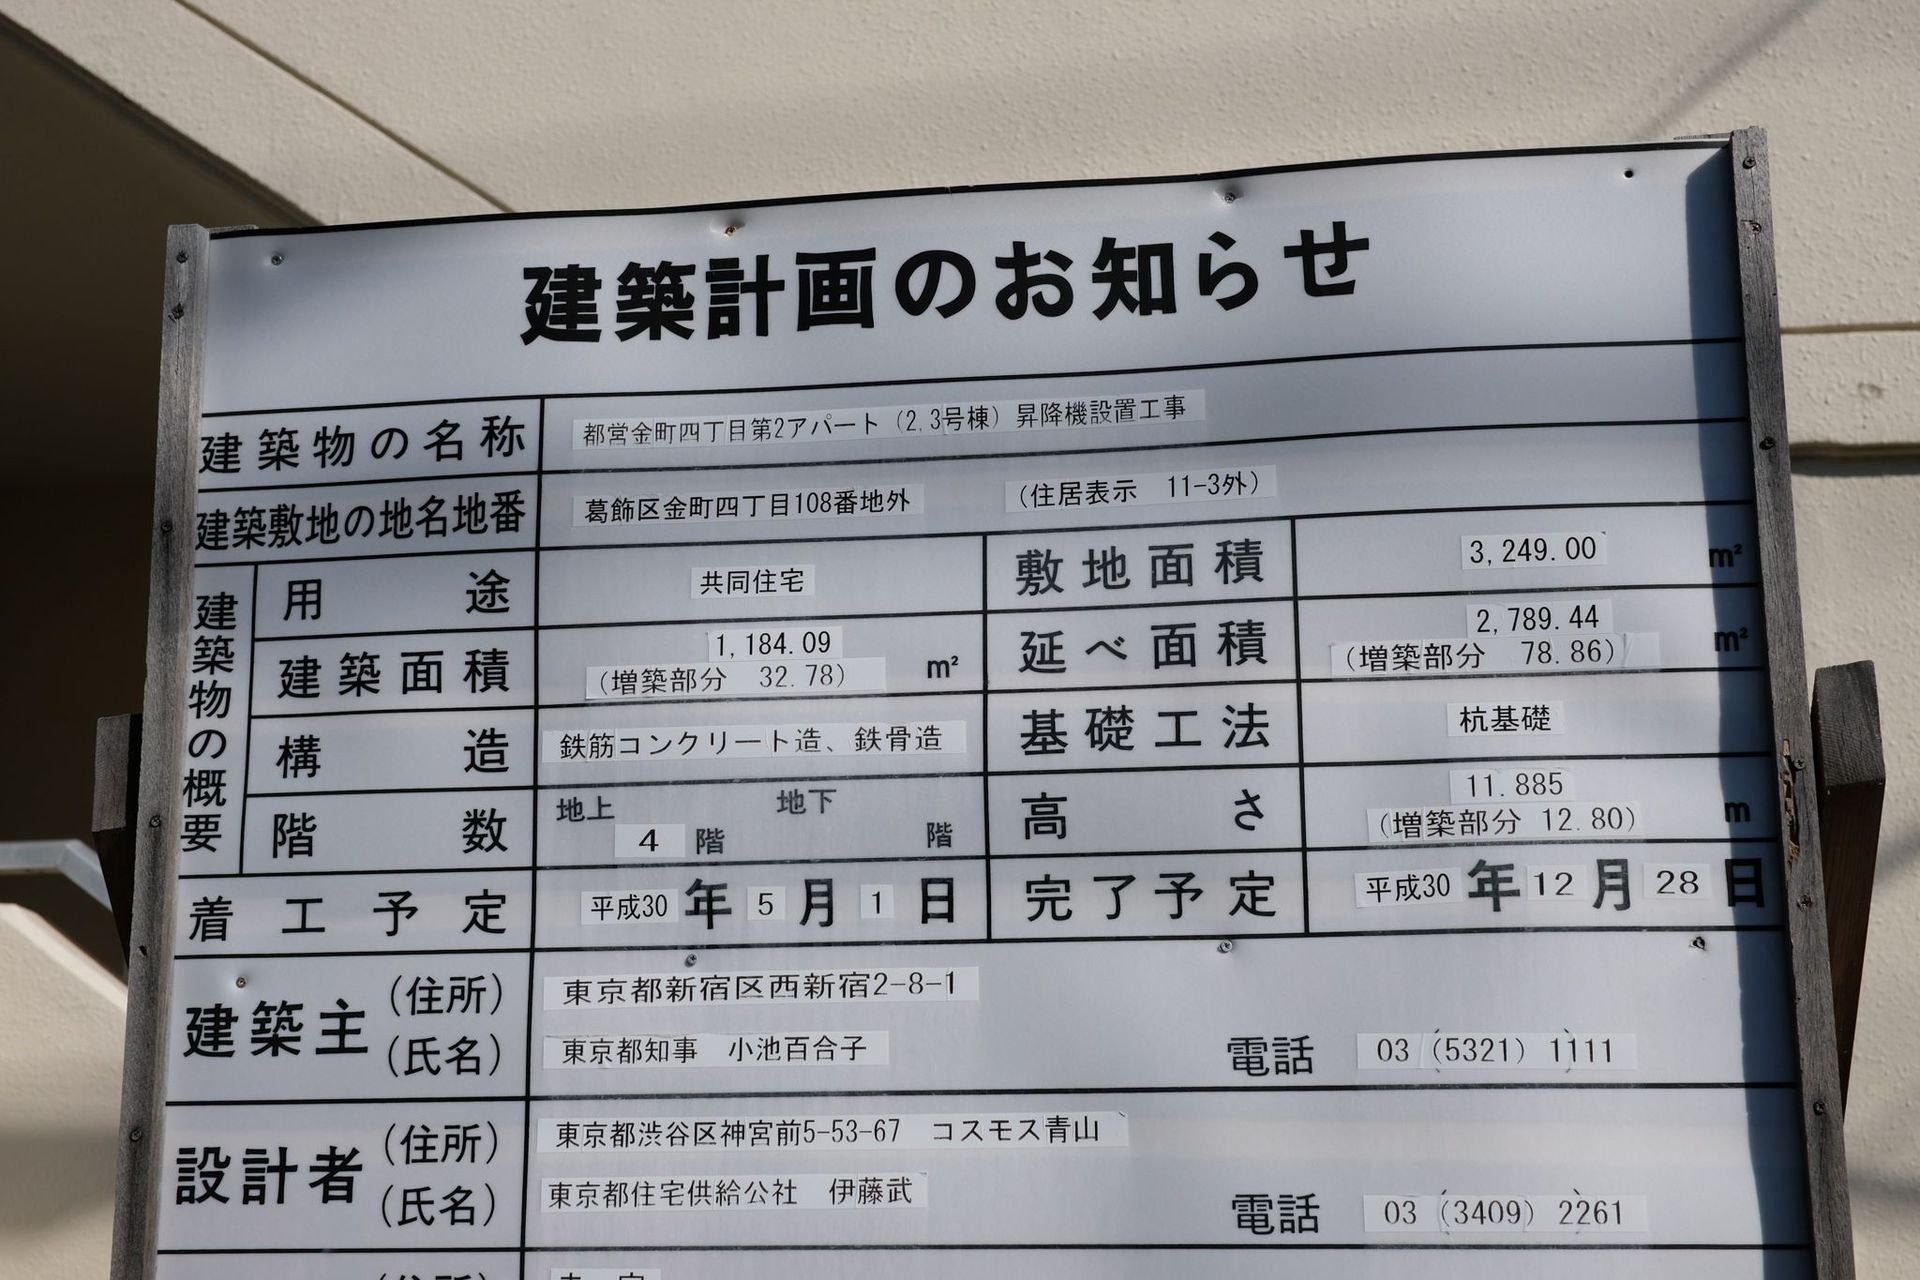 建築計画のお知らせ
建築物の名称 都営金町四丁目第2アパート（2.3号棟）昇降機設置工事
建築敷地の地名地番 葛飾区金町四丁目108番地外 （住居表示 11-3外）
建築物の概要
用途 共同住宅 敷地面積 3,249.00 m²
建築面積 1,184.09 （増築部分 32.78） m² 延べ面積 2,789.44 （増築部分 78.86） m²
構造 鉄筋コンクリート造、鉄骨造 基礎工法 杭基礎
階数 地上 4 階 地下 階 高さ 11.885 （増築部分 12.80） m
着工予定 平成30年5月1日 完了予定 平成30年12月28日
建築主 （住所） 東京都新宿区西新宿2-8-1
（氏名） 東京都知事 小池百合子 電話 03（5321）1111
設計者 （住所） 東京都渋谷区神宮前5-53-67 コスモス青山
（氏名） 東京都住宅供給公社 伊藤武 電話 03（3409）2261